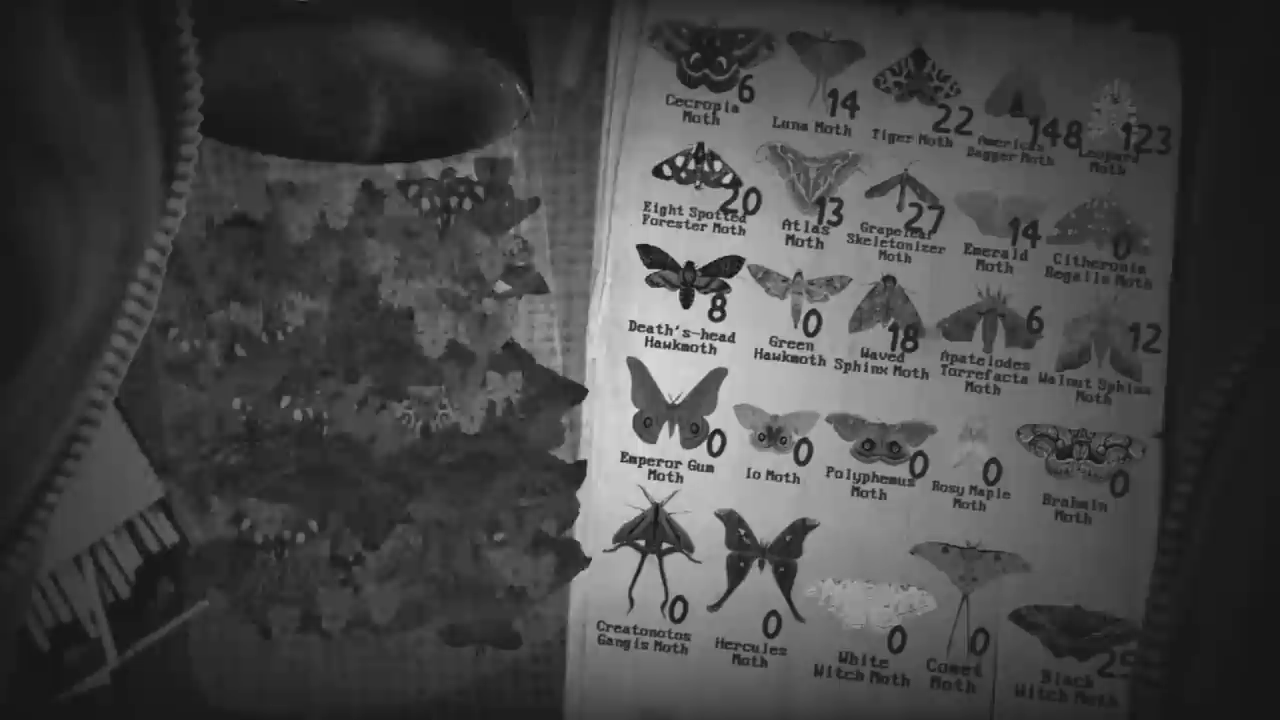 6
Cecropia
Moth
14
Luna Moth
22
Tiger Moth
148
Dagger Moth
123
Leopard
Moth
20
Eight Spotted
Forester Moth
13
Atlas
Moth
27
Grapeleaf
Skeletonizer
Moth
14
Emerald
Moth
0
Citheronia
Regalis Moth
8
Death's-head
Hawkmoth
0
Green
Hawkmoth
18
Waved
Sphinx Moth
6
Apatelodes
Torrefacta
Moth
12
Walnut Sphinx
Moth
0
Emperor Gum
Moth
0
Io Moth
0
Polyphemus
Moth
0
Rosy Maple
Moth
0
Brahmin
Moth
0
Creatonotos
Gangis Moth
0
Hercules
Moth
0
White
Witch Moth
0
Comet
Moth
Black
Witch Moth